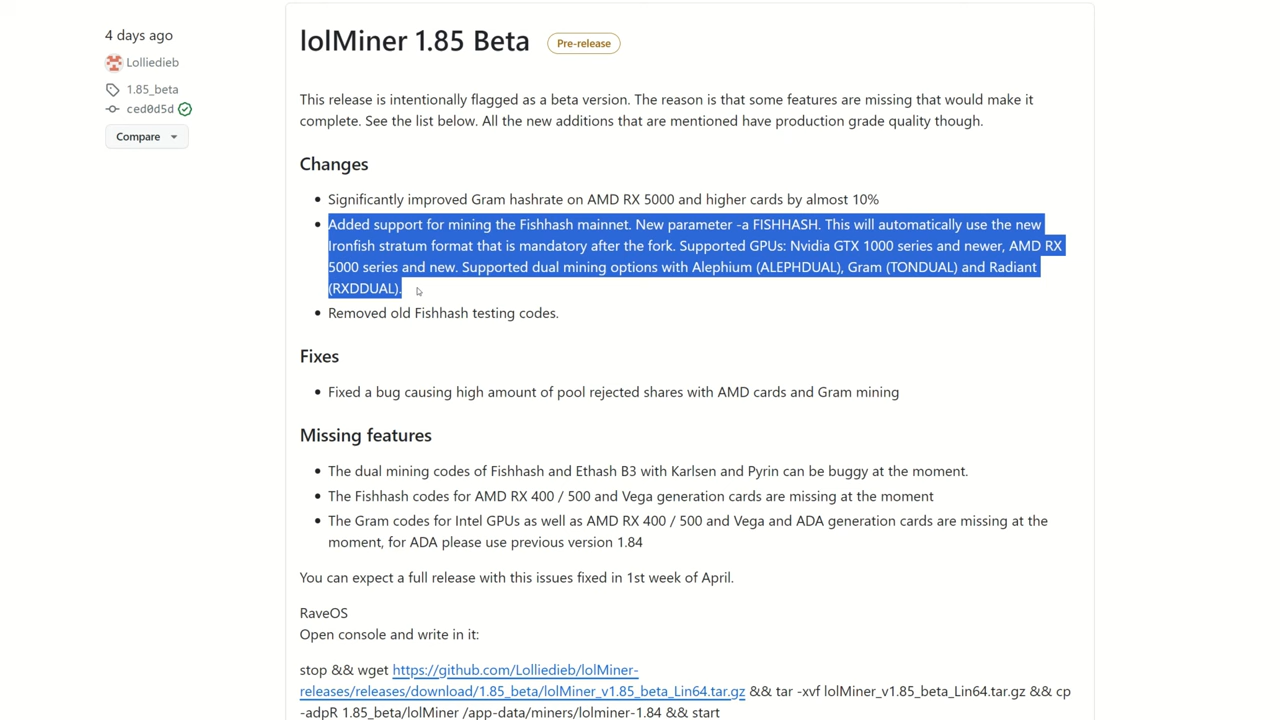 4 days ago
Lolliedieb
1.85_beta
ced0d5d
Compare
lolMiner 1.85 Beta
Pre-release
This release is intentionally flagged as a beta version. The reason is that some features are missing that would make it
complete. See the list below. All the new additions that are mentioned have production grade quality though.
Changes
• Significantly improved Gram hashrate on AMD RX 5000 and higher cards by almost 10%
• Added support for mining the Fishhash mainnet. New parameter -a FISHHASH. This will automatically use the new
Ironfish stratum format that is mandatory after the fork. Supported GPUs: Nvidia GTX 1000 series and newer, AMD RX
5000 series and new. Supported dual mining options with Alephium (ALEPHDUAL), Gram (TONDUAL) and Radiant
(RXDDUAL).
• Removed old Fishhash testing codes.
Fixes
• Fixed a bug causing high amount of pool rejected shares with AMD cards and Gram mining
Missing features
• The dual mining codes of Fishhash and Ethash B3 with Karlsen and Pyrin can be buggy at the moment.
• The Fishhash codes for AMD RX 400 / 500 and Vega generation cards are missing at the moment
• The Gram codes for Intel GPUs as well as AMD RX 400 / 500 and Vega and ADA generation cards are missing at the
moment, for ADA please use previous version 1.84
You can expect a full release with this issues fixed in 1st week of April.
RaveOS
Open console and write in it:
stop && wget https://github.com/Lolliedieb/lolMiner-
releases/releases/download/1.85_beta/lolMiner_v1.85_beta_Lin64.tar.gz && tar -xvf lolMiner_v1.85_beta_Lin64.tar.gz && cp
-adpR 1.85_beta/lolMiner /app-data/miners/lolminer-1.84 && start